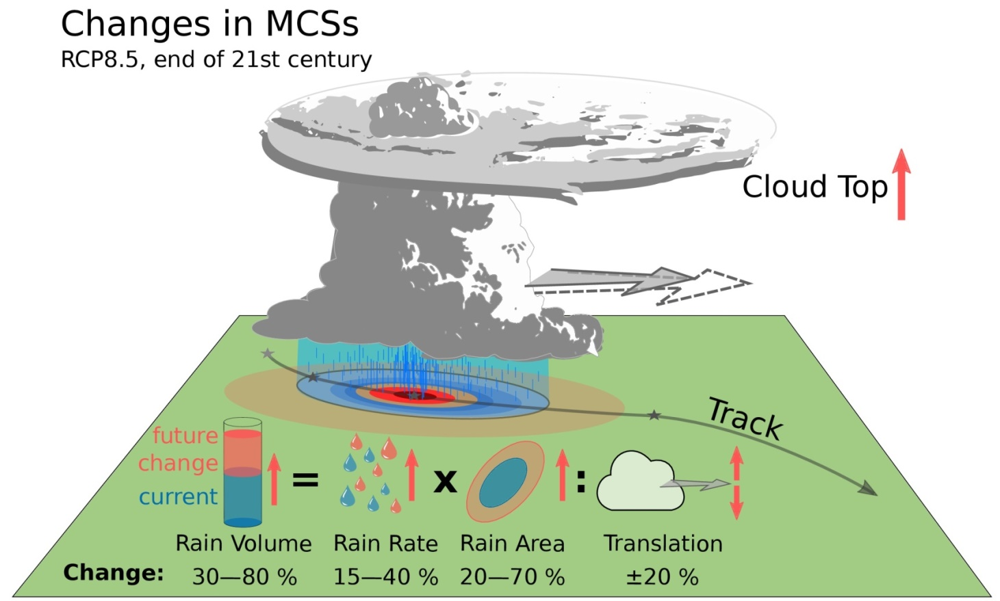 Changes in MCSs
RCP8.5, end of 21st century
Cloud Top
Track
future
change
current
= x :
Rain Volume Rain Rate Rain Area Translation
Change: 30—80 % 15—40 % 20—70 % ±20 %